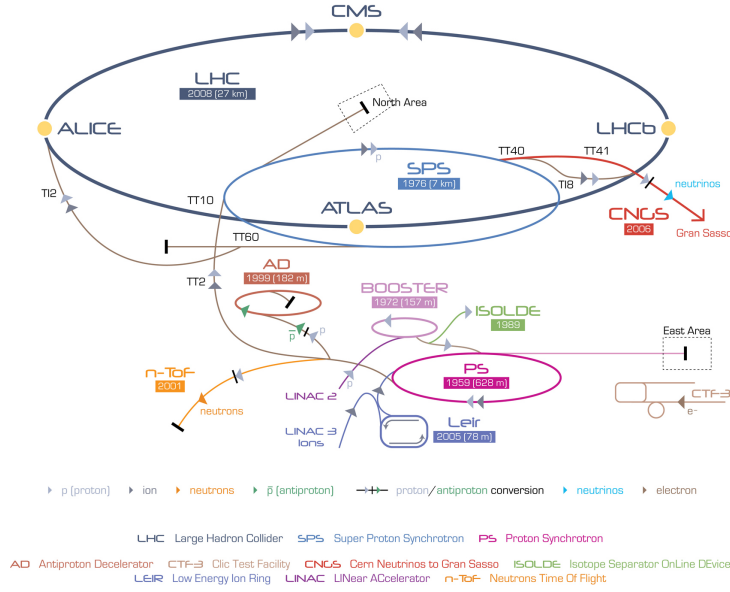 CMS
LHC
2008 (27 km)
North Area
ALICE
LHCb
TT40
TT41
p
SPS
1976 (7 km)
TI8
neutrinos
TI2
TT10
ATLAS
CNGS
2006
Gran Sasso
TT60
AD
1999 (182 m)
TT2
BOOSTER
1972 (157 m)
ISOLDE
1989
p̅
p
East Area
n-ToF
2001
PS
1959 (628 m)
p
LINAC 2
neutrons
CTF-3
e-
LINAC 3
Ions
Leir
2005 (78 m)
p (proton) ion neutrons p̅ (antiproton) proton/antiproton conversion neutrinos electron
LHC Large Hadron Collider SPS Super Proton Synchrotron PS Proton Synchrotron
AD Antiproton Decelerator CTF-3 Clic Test Facility CNGS Cern Neutrinos to Gran Sasso ISOLDE Isotope Separator OnLine DEvice
LEIR Low Energy Ion Ring LINAC LINear ACcelerator n-ToF Neutrons Time Of Flight